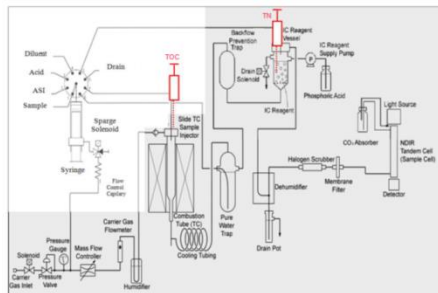 TN
IC Reagent
Vessel
Backflow
Prevention
Trap
IC Reagent
Supply Pump
P
Diluent
Acid
ASI
Sample
Drain
TOC
Drain
Solenoid
Phosphoric Acid
IC Reagent
Light Source
Sparge
Solenoid
Slide TC
Sample
Injector
CO₂ Absorber
NDIR
Tandem Cell
(Sample Cell)
Syringe
Flow
Control
Capillary
Halogen Scrubber
Membrane
Filter
Dehumidifier
Detector
Pure
Water
Trap
Combustion
Tube (TC)
Cooling Tubing
Drain Pot
Carrier Gas
Flowmeter
Pressure
Gauge
Solenoid
Mass Flow
Controller
Carrier
Gas Inlet
Pressure
Valve
Humidifier